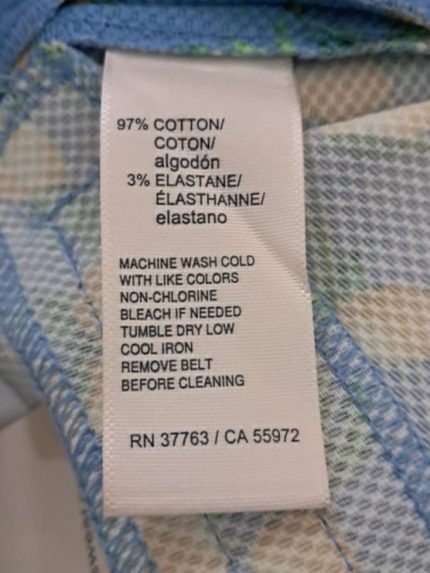 97% COTTON/
COTON/
algodón
3% ELASTANE/
ÉLASTHANNE/
elastano
MACHINE WASH COLD
WITH LIKE COLORS
NON-CHLORINE
BLEACH IF NEEDED
TUMBLE DRY LOW
COOL IRON
REMOVE BELT
BEFORE CLEANING
RN 37763 / CA 55972